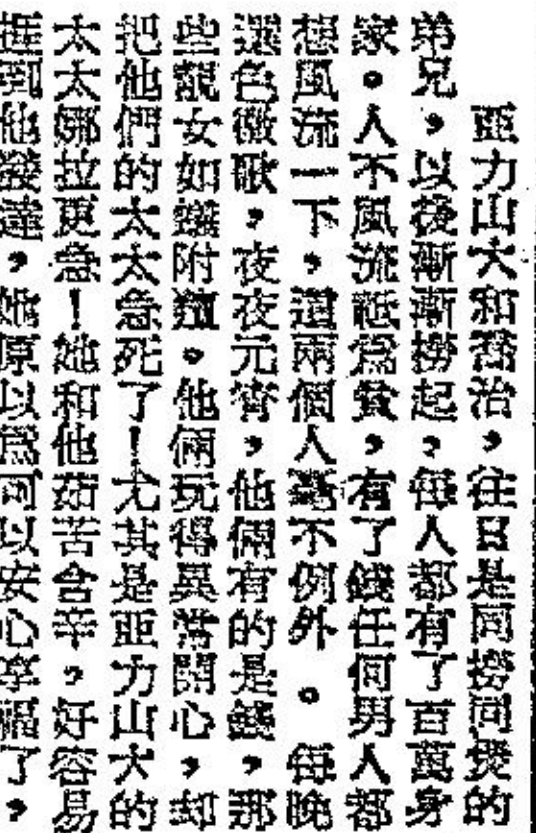 亞力山大和喬治，往日是同撈同煲的
弟兄，以後漸漸撈起，每人都有了百萬身
家。人不風流祗爲貧，有了錢任何男人都
想風流一下，這兩個人毫不例外。每晚
選色徵歌，夜夜元宵，他倆有的是錢，那
些靚女如蟻附羶。他倆玩得異常開心，却
把他們的太太急死了！尤其是亞力山大的
太太娜拉更急！她和他茹苦含辛，好容易
捱到他發達，她原以爲可以安心享福了，